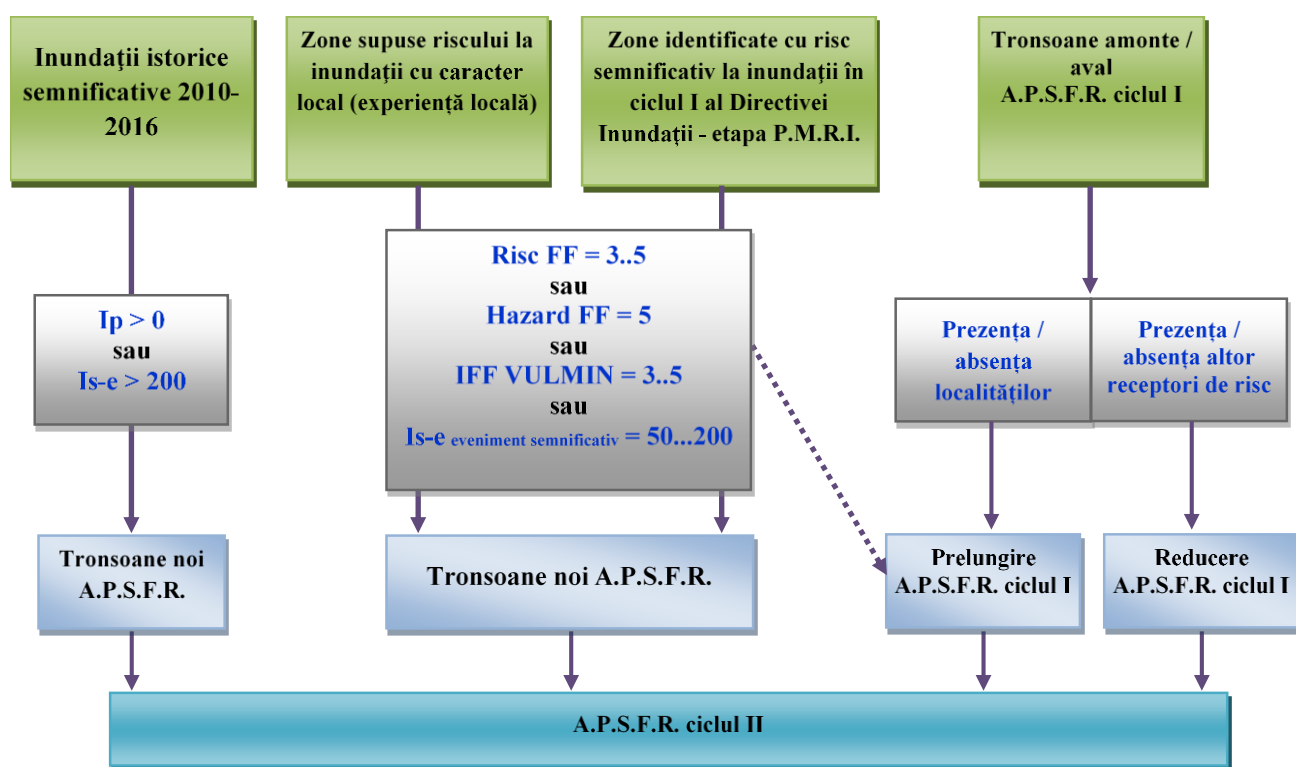 Inundații istorice
semnificative 2010-
2016
Zone supuse riscului la
inundații cu caracter
local (experiență locală)
Zone identificate cu risc
semnificativ la inundații în
ciclul I al Directivei
Inundații - etapa P.M.R.I.
Tronsoane amonte /
aval
A.P.S.F.R. ciclul I
Ip > 0
sau
Is-e > 200
Risc FF = 3..5
sau
Hazard FF = 5
sau
IFF VULMIN = 3..5
sau
Is-e eveniment semnificativ = 50...200
Prezența /
absența
localităților
Prezența /
absența altor
receptori de risc
Tronsoane noi
A.P.S.F.R.
Tronsoane noi A.P.S.F.R.
Prelungire
A.P.S.F.R. ciclul I
Reducere
A.P.S.F.R. ciclul I
A.P.S.F.R. ciclul II